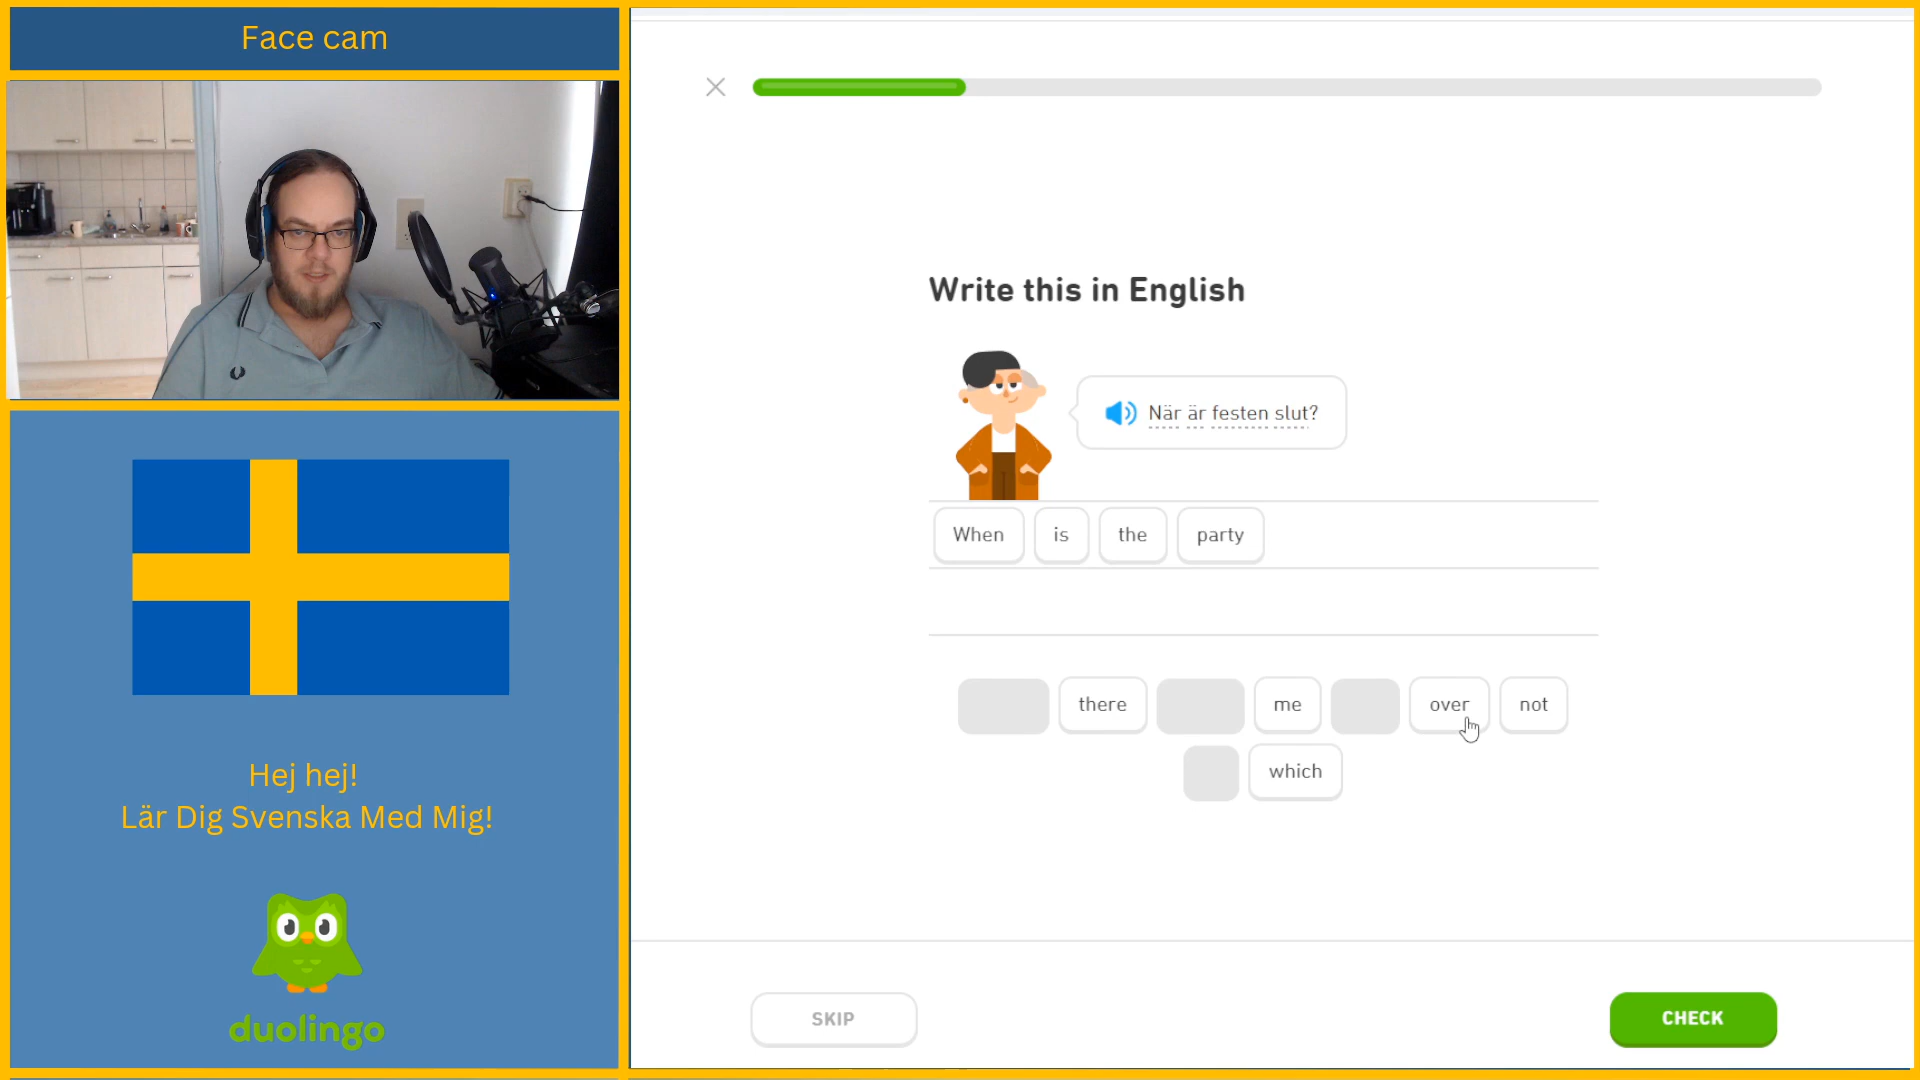 Face cam
Write this in English
När är festen slut?
When is the party
there me over not
which
Hej hej!
Lär Dig Svenska Med Mig!
duolingo
SKIP
CHECK